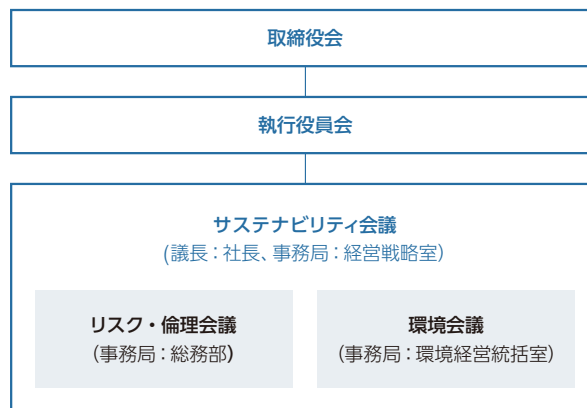 取締役会
執行役員会
サステナビリティ会議
(議長：社長、事務局：経営戦略室)
リスク・倫理会議
(事務局：総務部)
環境会議
(事務局：環境経営統括室)